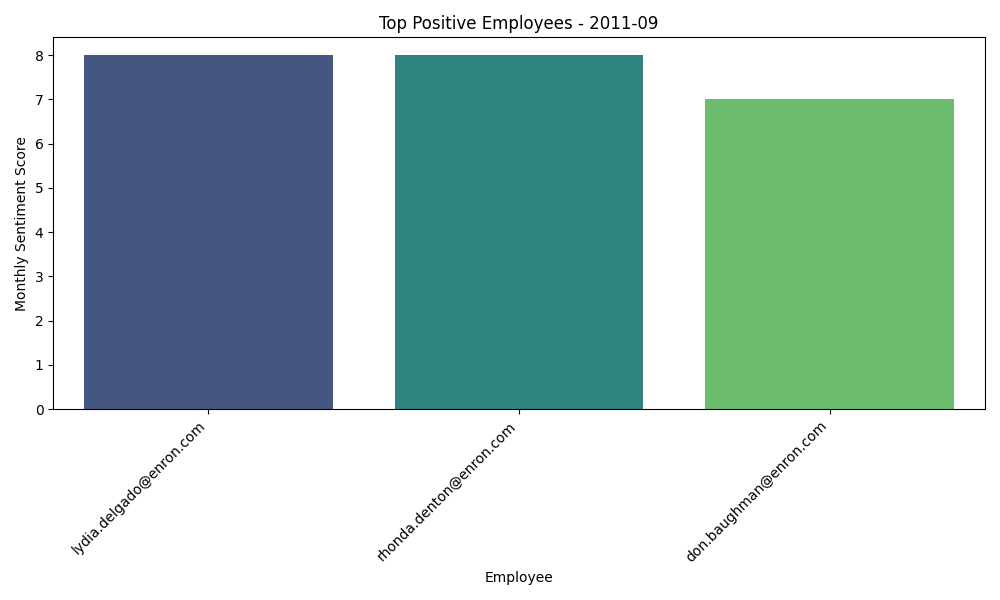 Top Positive Employees - 2011-09
Monthly Sentiment Score
8
7
6
5
4
3
2
1
0
lydia.delgado@enron.com
rhonda.denton@enron.com
don.baughman@enron.com
Employee